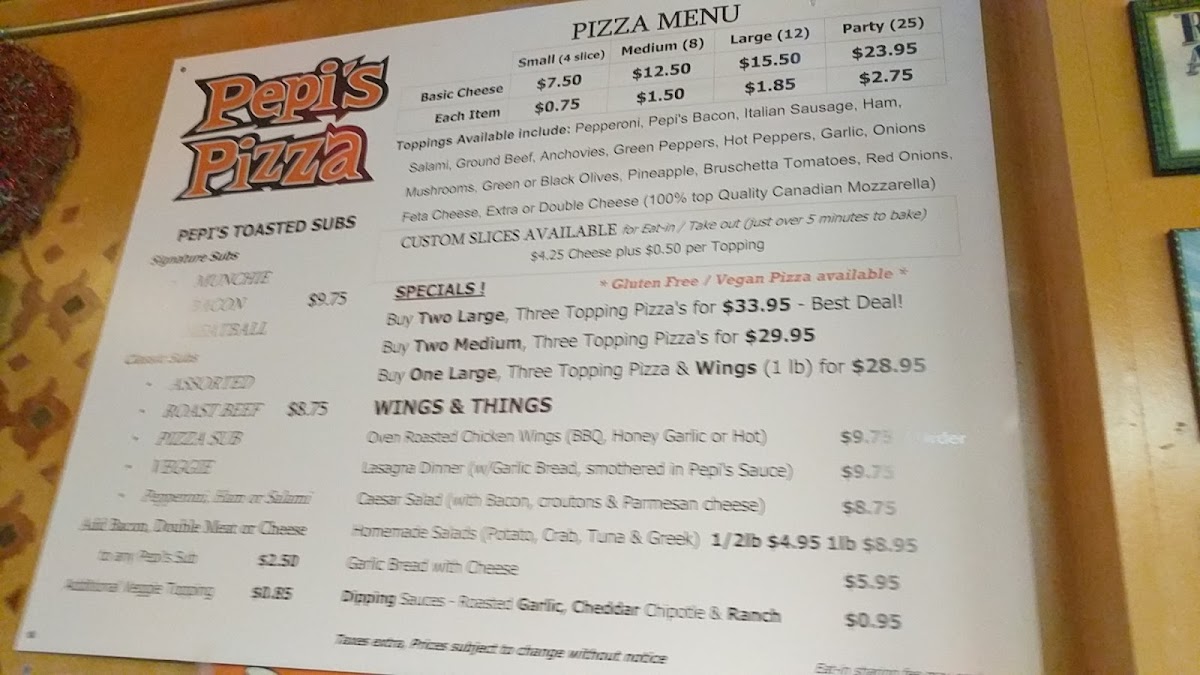 Pepi's
Pizza
PIZZA MENU
Small (4 slice) Medium (8) Large (12) Party (25)
Basic Cheese $7.50 $12.50 $15.50 $23.95
Each Item $0.75 $1.50 $1.85 $2.75
Toppings Available include: Pepperoni, Pepi's Bacon, Italian Sausage, Ham,
Salami, Ground Beef, Anchovies, Green Peppers, Hot Peppers, Garlic, Onions
Mushrooms, Green or Black Olives, Pineapple, Bruschetta Tomatoes, Red Onions,
Feta Cheese, Extra or Double Cheese (100% top Quality Canadian Mozzarella)
CUSTOM SLICES AVAILABLE for Eat-in / Take out (just over 5 minutes to bake)
$4.25 Cheese plus $0.50 per Topping
* Gluten Free / Vegan Pizza available *
SPECIALS !
Buy Two Large, Three Topping Pizza's for $33.95 - Best Deal!
Buy Two Medium, Three Topping Pizza's for $29.95
Buy One Large, Three Topping Pizza & Wings (1 lb) for $28.95
WINGS & THINGS
Oven Roasted Chicken Wings (BBQ, Honey Garlic or Hot) $9.75
Lasagna Dinner (w/Garlic Bread, smothered in Pepi's Sauce) $9.75
Caesar Salad (with Bacon, croutons & Parmesan cheese) $8.75
Homemade Salads (Potato, Crab, Tuna & Greek) 1/2lb $4.95 1lb $8.95
Garlic Bread with Cheese $5.95
Dipping Sauces - Roasted Garlic, Cheddar Chipotle & Ranch $0.95
PEPI'S TOASTED SUBS
Signature Subs
- MUNCHIE
BACON $9.75
MEATBALL
Classic Subs
- ASSORTED
- ROAST BEEF $8.75
- PIZZA SUB
- VEGGIE
- Pepperoni, Ham or Salami
Add Bacon, Double Meat or Cheese
to any Pepi's Sub $2.50
Additional Veggie Topping $0.85
Taxes extra, Prices subject to change without notice
Eat-in